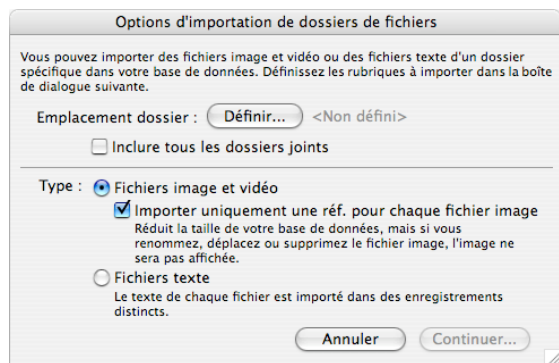 Options d'importation de dossiers de fichiers
Vous pouvez importer des fichiers image et vidéo ou des fichiers texte d'un dossier
spécifique dans votre base de données. Définissez les rubriques à importer dans la boîte
de dialogue suivante.
Emplacement dossier : Définir... <Non défini>
Inclure tous les dossiers joints
Type : Fichiers image et vidéo
Importer uniquement une réf. pour chaque fichier image
Réduit la taille de votre base de données, mais si vous
renommez, déplacez ou supprimez le fichier image, l'image ne
sera pas affichée.
Fichiers texte
Le texte de chaque fichier est importé dans des enregistrements
distincts.
Annuler Continuer...